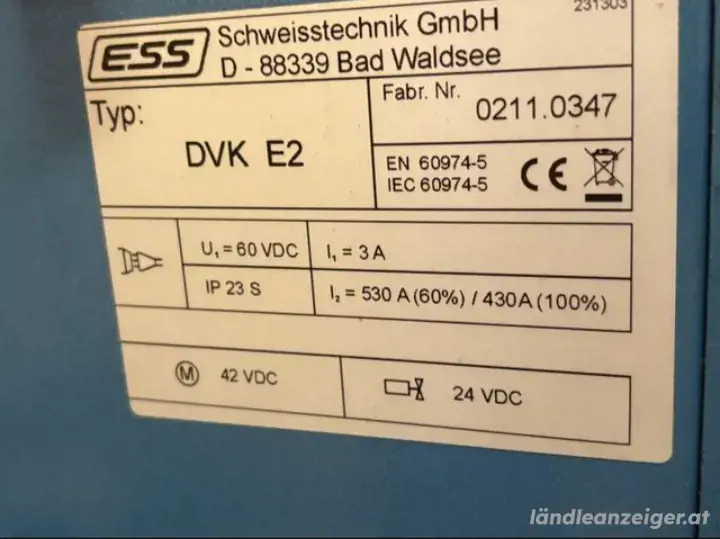 231303
ESS
Schweisstechnik GmbH
D - 88339 Bad Waldsee
Typ:
DVK E2
Fabr. Nr.
0211.0347
EN 60974-5
IEC 60974-5
CE
U₁ = 60 VDC
I₁ = 3 A
IP 23 S
I₂ = 530 A (60%) / 430A (100%)
M
42 VDC
24 VDC
ländleanzeiger.at